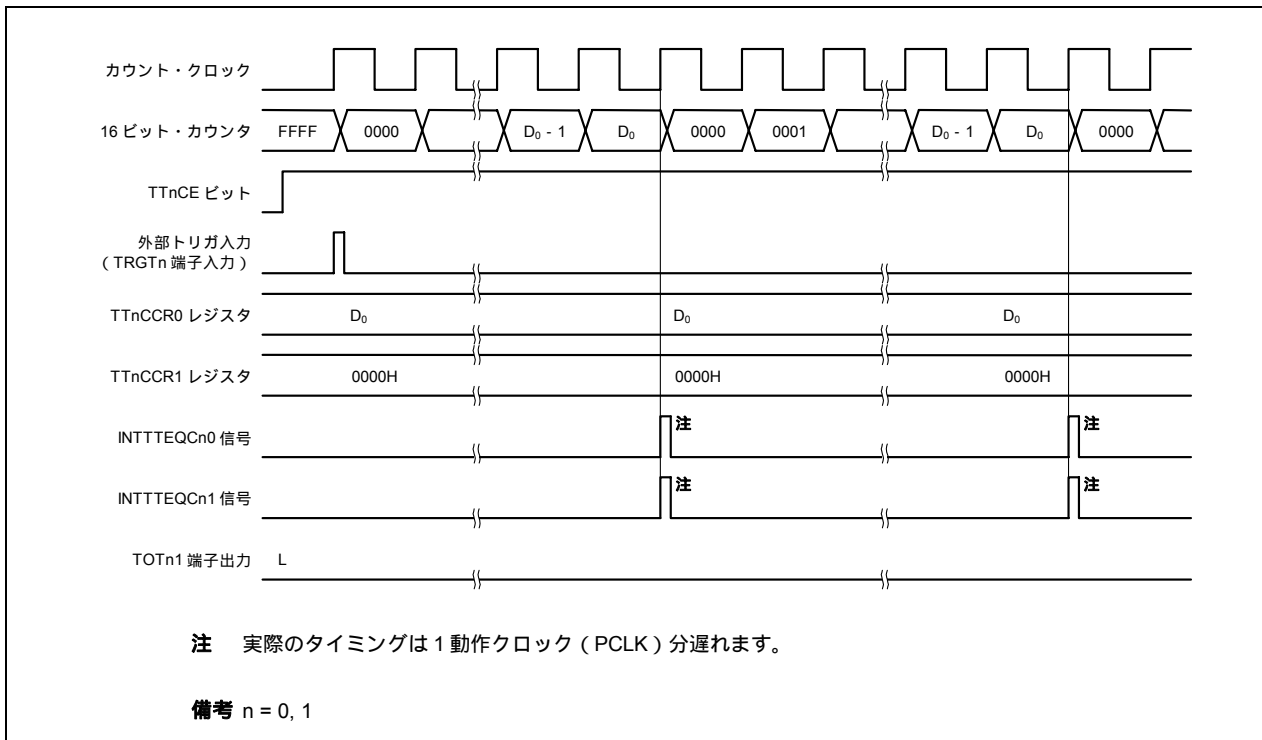 カウント・クロック
16 ビット・カウンタ FFFF 0000 D₀ - 1 D₀ 0000 0001 D₀ - 1 D₀ 0000
TTnCE ビット
外部トリガ入力
（TRGTn 端子入力）
TTnCCR0 レジスタ D₀ D₀ D₀
TTnCCR1 レジスタ 0000H 0000H 0000H
INTTTEQCn0 信号 注 注
INTTTEQCn1 信号 注 注
TOTn1 端子出力 L
注 実際のタイミングは 1 動作クロック（PCLK）分遅れます。
備考 n = 0, 1